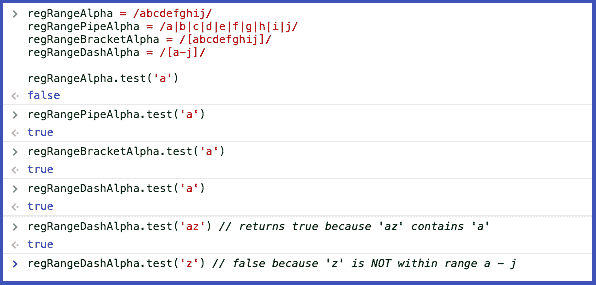 > regRangeAlpha = /abcdefghij/
regRangePipeAlpha = /a|b|c|d|e|f|g|h|i|j/
regRangeBracketAlpha = /[abcdefghij]/
regRangeDashAlpha = /[a-j]/
regRangeAlpha.test('a')
false
> regRangePipeAlpha.test('a')
true
> regRangeBracketAlpha.test('a')
true
> regRangeDashAlpha.test('a')
true
> regRangeDashAlpha.test('az') // returns true because 'az' contains 'a'
true
> regRangeDashAlpha.test('z') // false because 'z' is NOT within range a - j